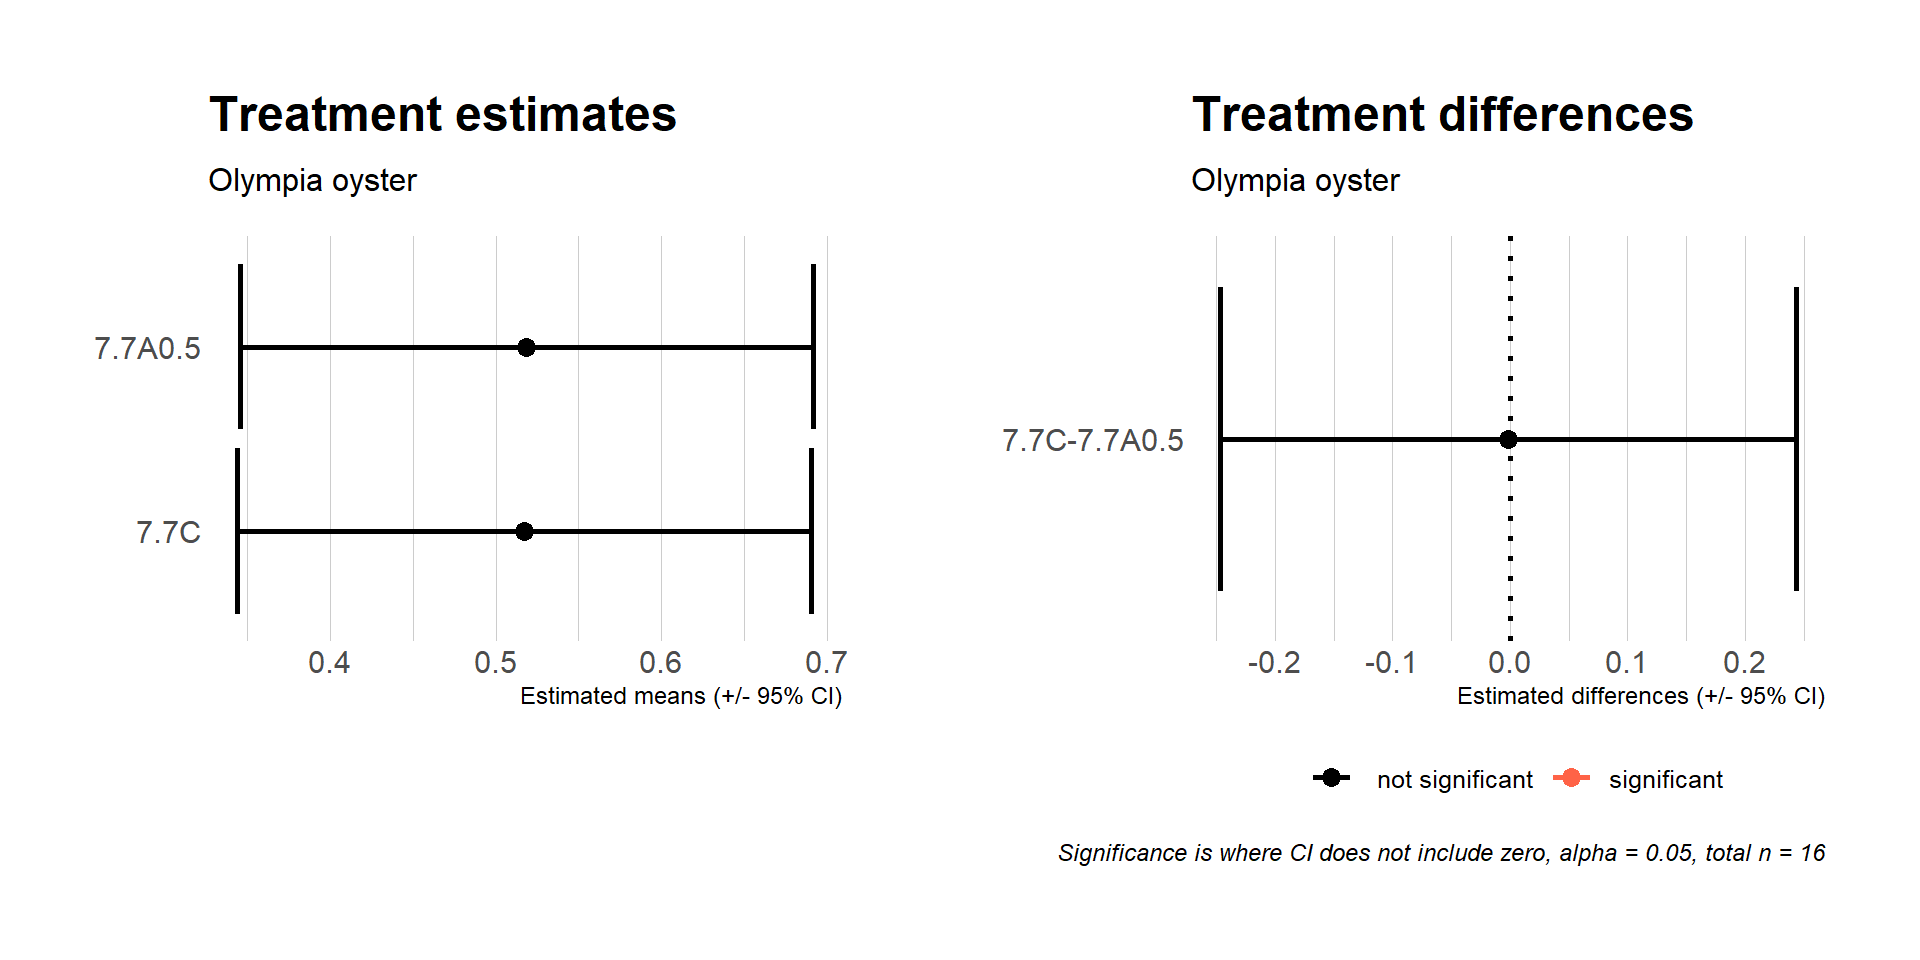 Treatment estimates
Olympia oyster
7.7A0.5
7.7C
0.4 0.5 0.6 0.7
Estimated means (+/- 95% CI)
Treatment differences
Olympia oyster
7.7C-7.7A0.5
-0.2 -0.1 0.0 0.1 0.2
Estimated differences (+/- 95% CI)
not significant significant
Significance is where CI does not include zero, alpha = 0.05, total n = 16